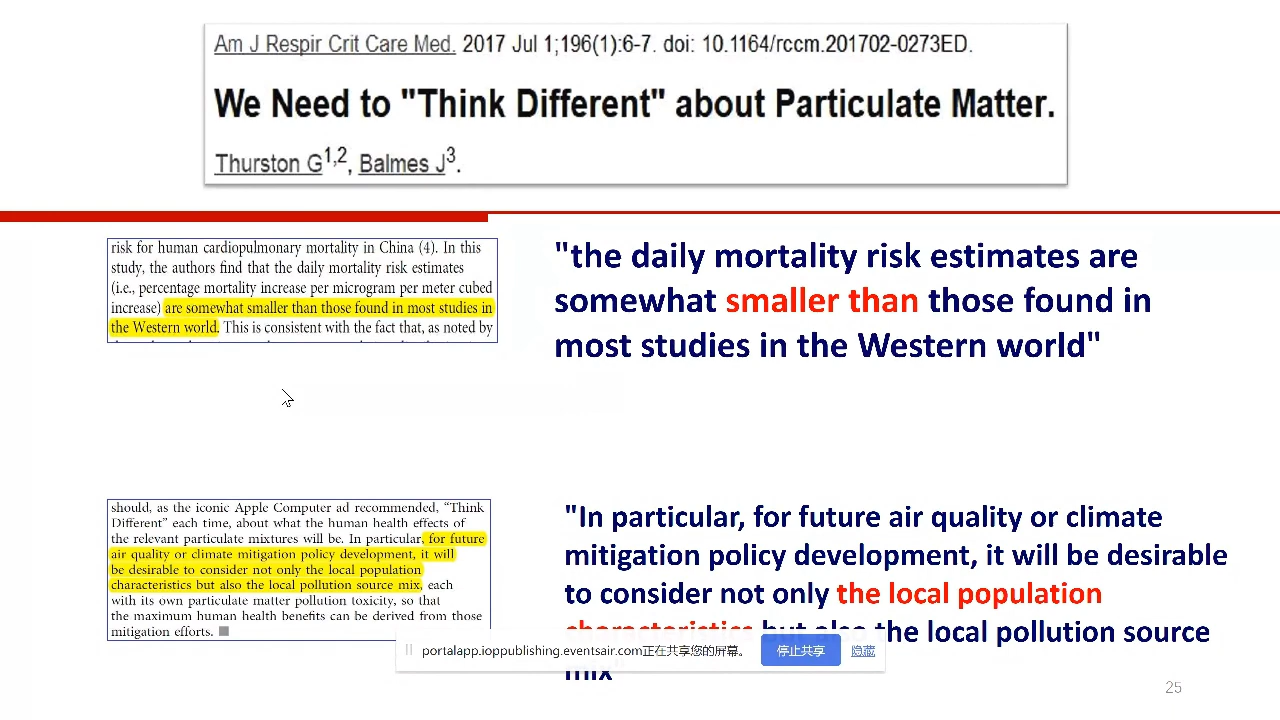 Am J Respir Crit Care Med. 2017 Jul 1;196(1):6-7. doi: 10.1164/rccm.201702-0273ED.
We Need to "Think Different" about Particulate Matter.
Thurston G1,2, Balmes J3.
risk for human cardiopulmonary mortality in China (4). In this
study, the authors find that the daily mortality risk estimates
(i.e., percentage mortality increase per microgram per meter cubed
increase) are somewhat smaller than those found in most studies in
the Western world. This is consistent with the fact that, as noted by
"the daily mortality risk estimates are
somewhat smaller than those found in
most studies in the Western world"
should, as the iconic Apple Computer ad recommended, “Think
Different” each time, about what the human health effects of
the relevant particulate mixtures will be. In particular, for future
air quality or climate mitigation policy development, it will
be desirable to consider not only the local population
characteristics but also the local pollution source mix, each
with its own particulate matter pollution toxicity, so that
the maximum human health benefits can be derived from those
mitigation efforts. ■
"In particular, for future air quality or climate
mitigation policy development, it will be desirable
to consider not only the local population
characteristics but also the local pollution source
mix
portalapp.ioppublishing.eventsair.com正在共享您的屏幕。 停止共享 隐藏
25